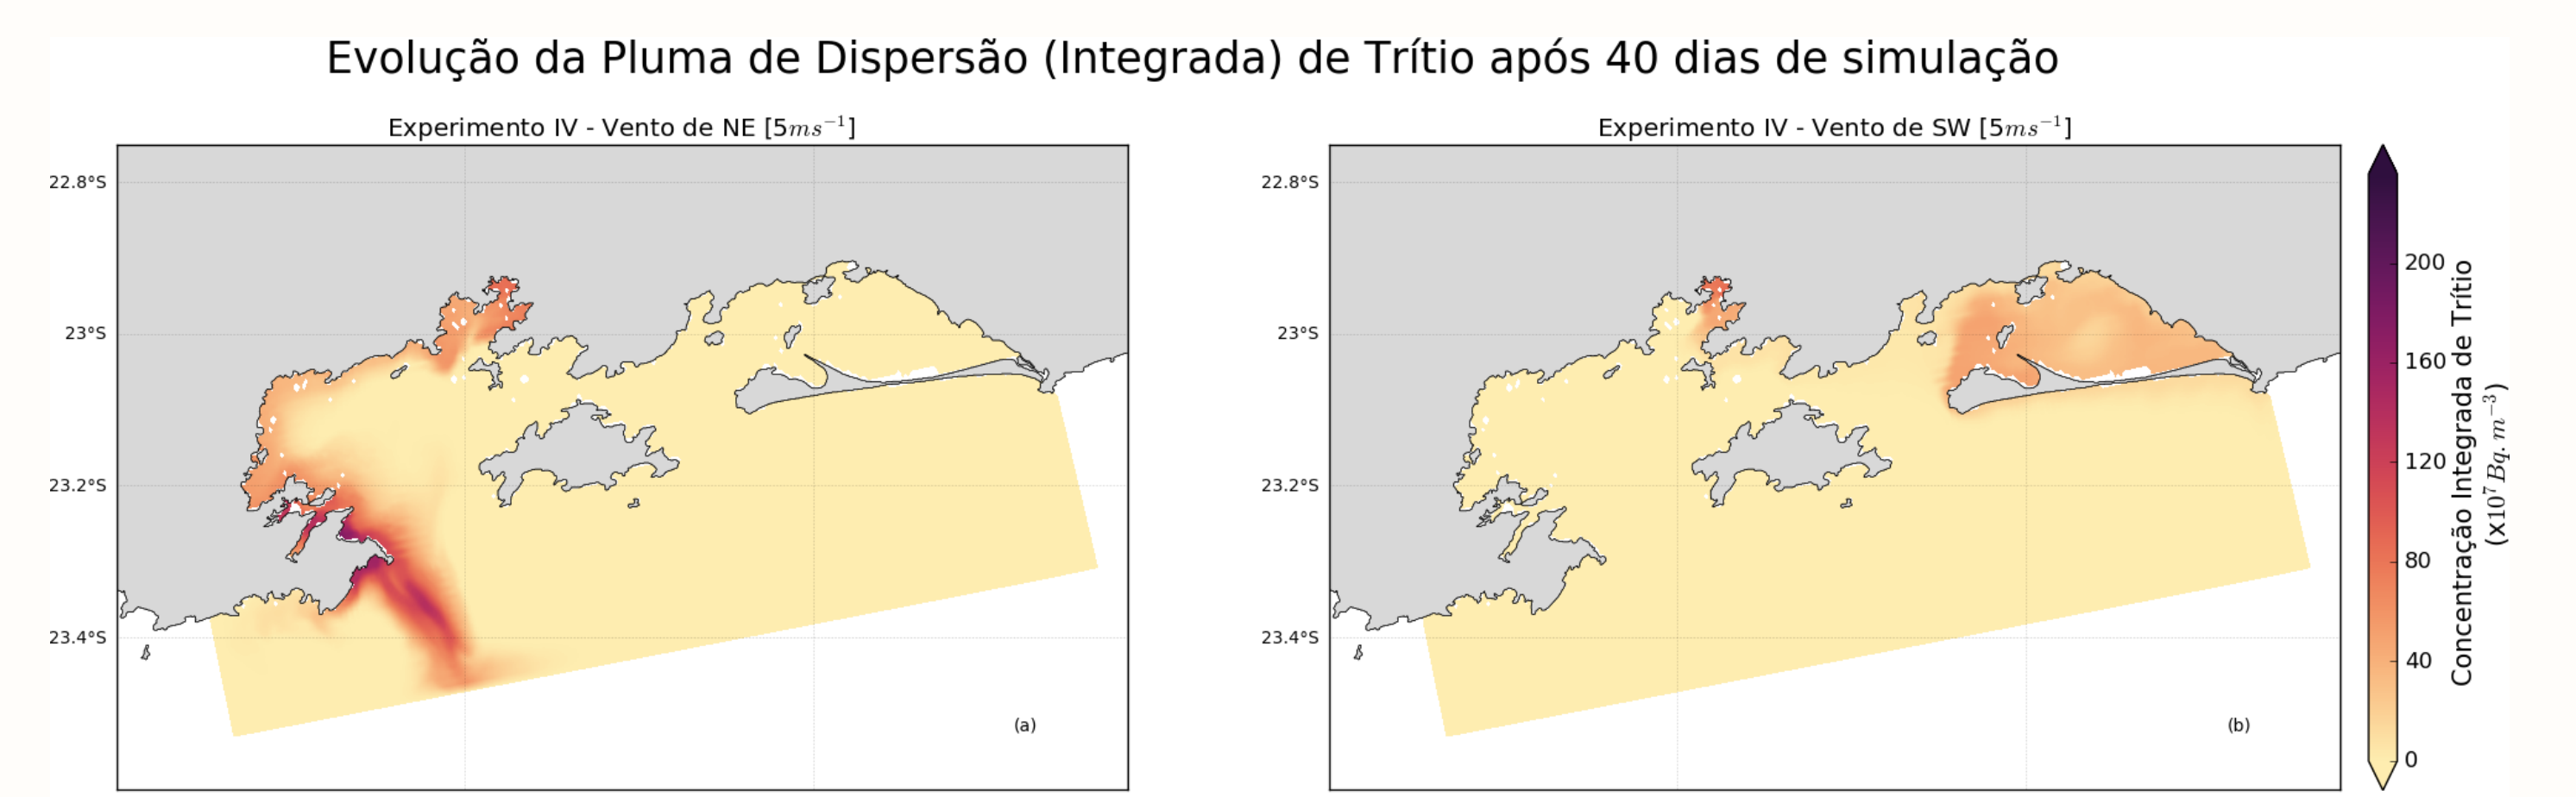 Evolução da Pluma de Dispersão (Integrada) de Trítio após 40 dias de simulação
Experimento IV - Vento de NE [5ms⁻¹]
22.8°S
23°S
23.2°S
23.4°S
(a)
Experimento IV - Vento de SW [5ms⁻¹]
22.8°S
23°S
23.2°S
23.4°S
(b)
200
160
120
80
40
0
Concentração Integrada de Trítio
(x10⁷ Bq. m⁻³)